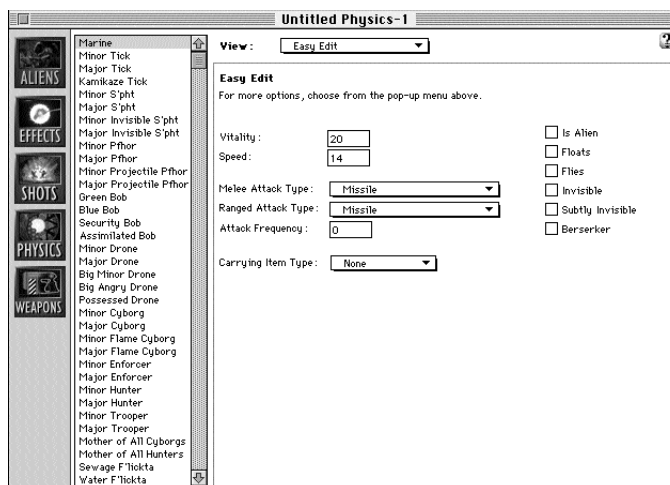 Untitled Physics-1
ALIENS
EFFECTS
SHOTS
PHYSICS
WEAPONS
Marine
Minor Tick
Major Tick
Kamikaze Tick
Minor S'pht
Major S'pht
Minor Invisible S'pht
Major Invisible S'pht
Minor Pfhor
Major Pfhor
Minor Projectile Pfhor
Major Projectile Pfhor
Green Bob
Blue Bob
Security Bob
Assimilated Bob
Minor Drone
Major Drone
Big Minor Drone
Big Angry Drone
Possessed Drone
Minor Cyborg
Major Cyborg
Minor Flame Cyborg
Major Flame Cyborg
Minor Enforcer
Major Enforcer
Minor Hunter
Major Hunter
Minor Trooper
Major Trooper
Mother of All Cyborgs
Mother of All Hunters
Sewage F'lickta
Water F'lickta
View: Easy Edit
?
Easy Edit
For more options, choose from the pop-up menu above.
Vitality: 20
Speed: 14
Melee Attack Type: Missile
Ranged Attack Type: Missile
Attack Frequency: 0
Carrying Item Type: None
Is Alien
Floats
Flies
Invisible
Subtly Invisible
Berserker